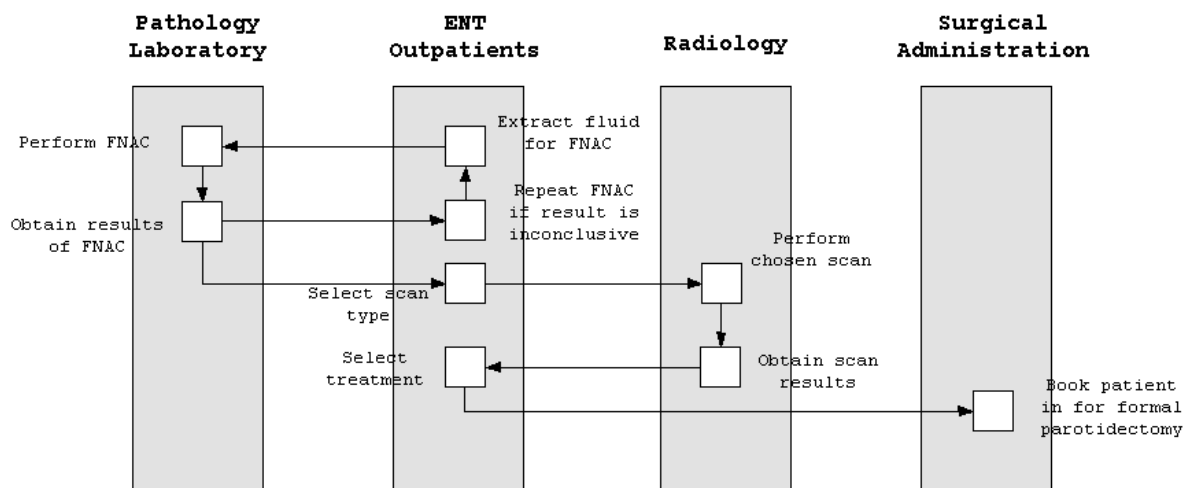 Pathology
Laboratory
ENT
Outpatients
Radiology
Surgical
Administration
Perform FNAC
Extract fluid
for FNAC
Obtain results
of FNAC
Repeat FNAC
if result is
inconclusive
Perform
chosen scan
Select scan
type
Select
treatment
Obtain scan
results
Book patient
in for formal
parotidectomy